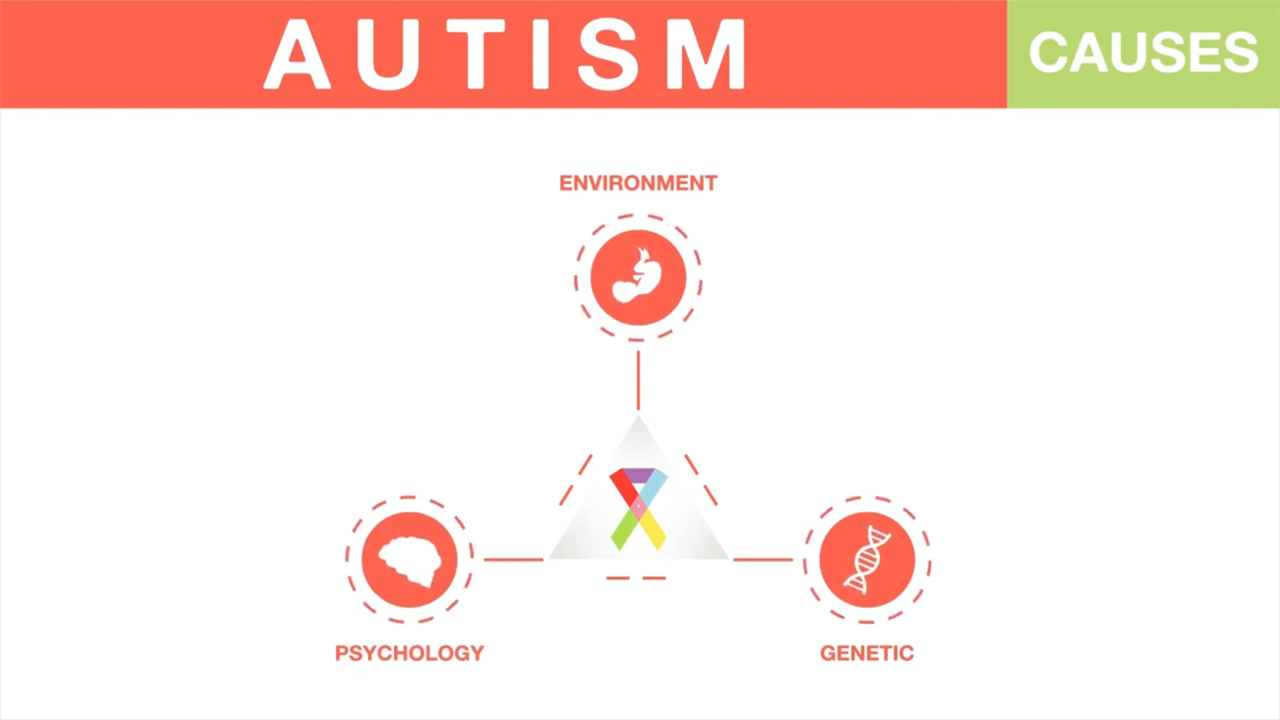 AUTISM
CAUSES
ENVIRONMENT
PSYCHOLOGY
GENETIC